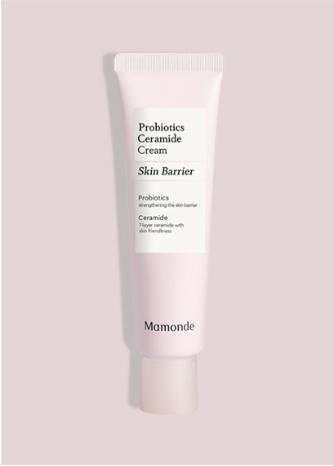 Probiotics
Ceramide
Cream
Skin Barrier
Probiotics
strengthening the skin barrier
Ceramide
7-layer ceramide with
skin friendliness
Mamonde